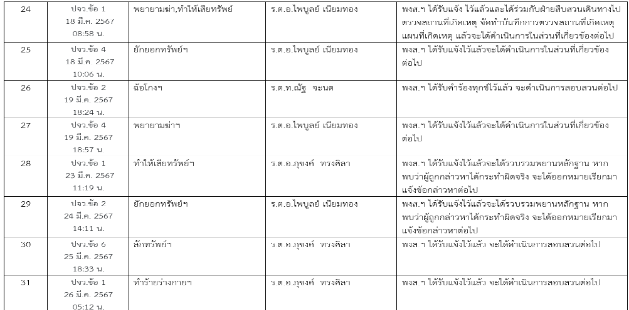 24 ปจว ข้อ 1 พยายามฆ่า,ทำให้เสียทรัพย์ ร.ต.อ.ไพบูลย์ เนียมทอง พงส.ฯ ได้รับแจ้ง ไว้แล้วและได้ร่วมกับฝ่ายสืบสวนเดินทางไป
18 มี.ค. 2567 ตรวจสถานที่เกิดเหตุ จัดทำบันทึกการตรวจสถานที่เกิดเหตุ
08:58 น. แผนที่เกิดเหตุ แล้วจะได้ดำเนินการในส่วนที่เกี่ยวข้องต่อไป
25 ปจว.ข้อ 4 ยักยอกทรัพย์ฯ ร.ต.อ.ไพบูลย์ เนียมทอง พงส.ฯ ได้รับแจ้งไว้แล้วจะได้ดำเนินการในส่วนที่เกี่ยวข้อง
18 มี.ค. 2567 ต่อไป
10:06 น.
26 ปจว.ข้อ 2 ฉ้อโกงฯ ร.ต.ท.ณัฐ จะนต พงส.ฯ ได้รับคำร้องทุกข์ไว้แล้ว จะดำเนินการสอบสวนต่อไป
19 มี.ค. 2567
18:24 น.
27 ปจว.ข้อ 4 พยายามฆ่าฯ ร.ต.อ.ไพบูลย์ เนียมทอง พงส.ฯ ได้รับแจ้งไว้แล้วจะได้ดำเนินการในส่วนที่เกี่ยวข้อง
19 มี.ค. 2567 ต่อไป
18:57 น.
28 ปจว.ข้อ 1 ทำให้เสียทรัพย์ฯ ร.ต.อ.ภุชงค์ ทรงศิลา พงส.ฯ ได้รับแจ้งไว้แล้วจะได้รวบรวมพยานหลักฐาน หาก
23 มี.ค. 2567 พบว่าผู้ถูกกล่าวหาได้กระทำผิดจริง จะได้ออกหมายเรียกมา
11:19 น. แจ้งข้อกล่าวหาต่อไป
29 ปจว ข้อ 2 ยักยอกทรัพย์ฯ ร.ต.อ.ไพบูลย์ เนียมทอง พงส.ฯ ได้รับแจ้งไว้แล้วจะได้รวบรวมพยานหลักฐาน หาก
24 มี.ค. 2567 พบว่าผู้ถูกกล่าวหาได้กระทำผิดจริง จะได้ออกหมายเรียกมา
14:11 น. แจ้งข้อกล่าวหาต่อไป
30 ปจว.ข้อ 6 ลักทรัพย์ฯ ร.ต.อ.ภุชงค์ ทรงศิลา พงส.ฯ ได้รับแจ้งไว้แล้ว จะได้ดำเนินการสอบสวนต่อไป
25 มี.ค. 2567
18:33 น.
31 ปจว.ข้อ 1 ทำร้ายร่างกายฯ ร.ต.อ.ภุชงค์ ทรงศิลา พงส.ฯ ได้รับแจ้งไว้แล้ว จะได้ดำเนินการสอบสวนต่อไป
26 มี.ค. 2567
05:12 น.